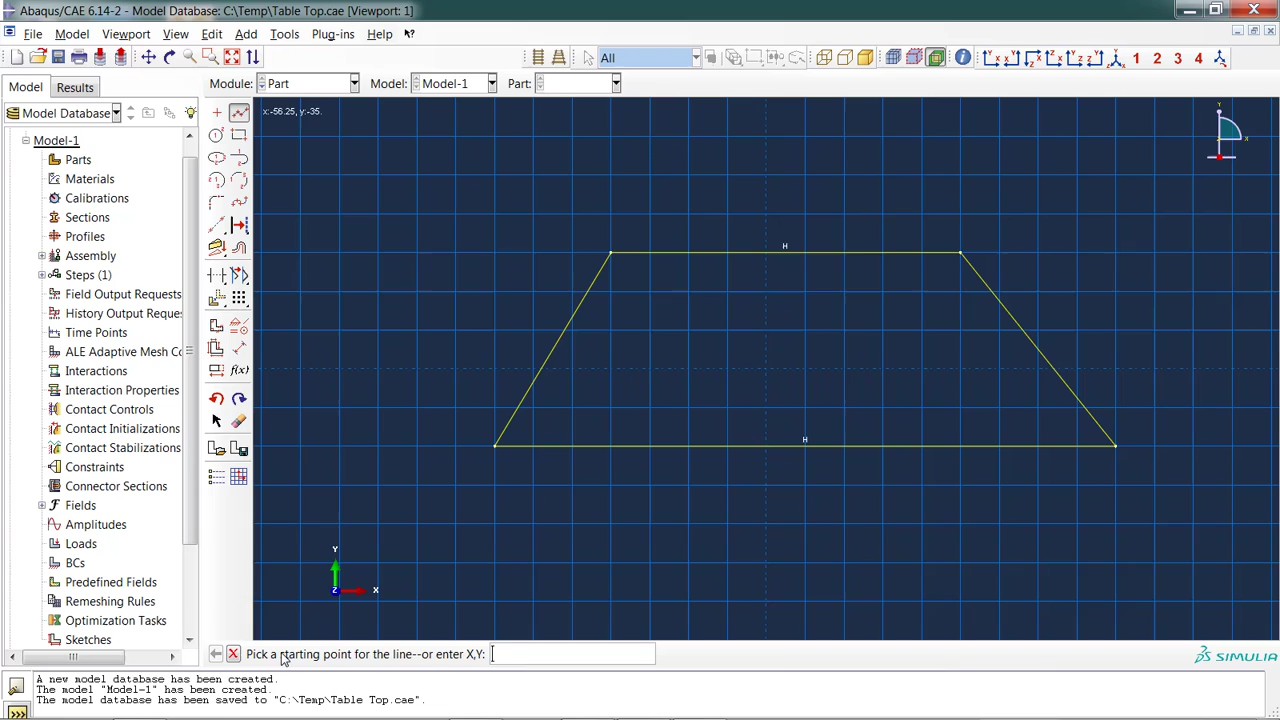 Abaqus/CAE 6.14-2 - Model Database: C:\Temp\Table Top.cae [Viewport: 1]
File Model Viewport View Edit Add Tools Plug-ins Help
All
1 2 3 4
Model Results
Module: Part Model: Model-1 Part:
Model Database
x:-56.25, y:-35.
Model-1
Parts
Materials
Calibrations
Sections
Profiles
Assembly
Steps (1)
Field Output Requests
History Output Reque
Time Points
ALE Adaptive Mesh Co
Interactions
Interaction Properties
Contact Controls
Contact Initializations
Contact Stabilizations
Constraints
Connector Sections
Fields
Amplitudes
Loads
BCs
Predefined Fields
Remeshing Rules
Optimization Tasks
Sketches
f(x)
H
H
Y
X
Z
Y
X
Pick a starting point for the line--or enter X,Y:
SIMULIA
A new model database has been created.
The model "Model-1" has been created.
The model database has been saved to "C:\Temp\Table Top.cae".
>>>